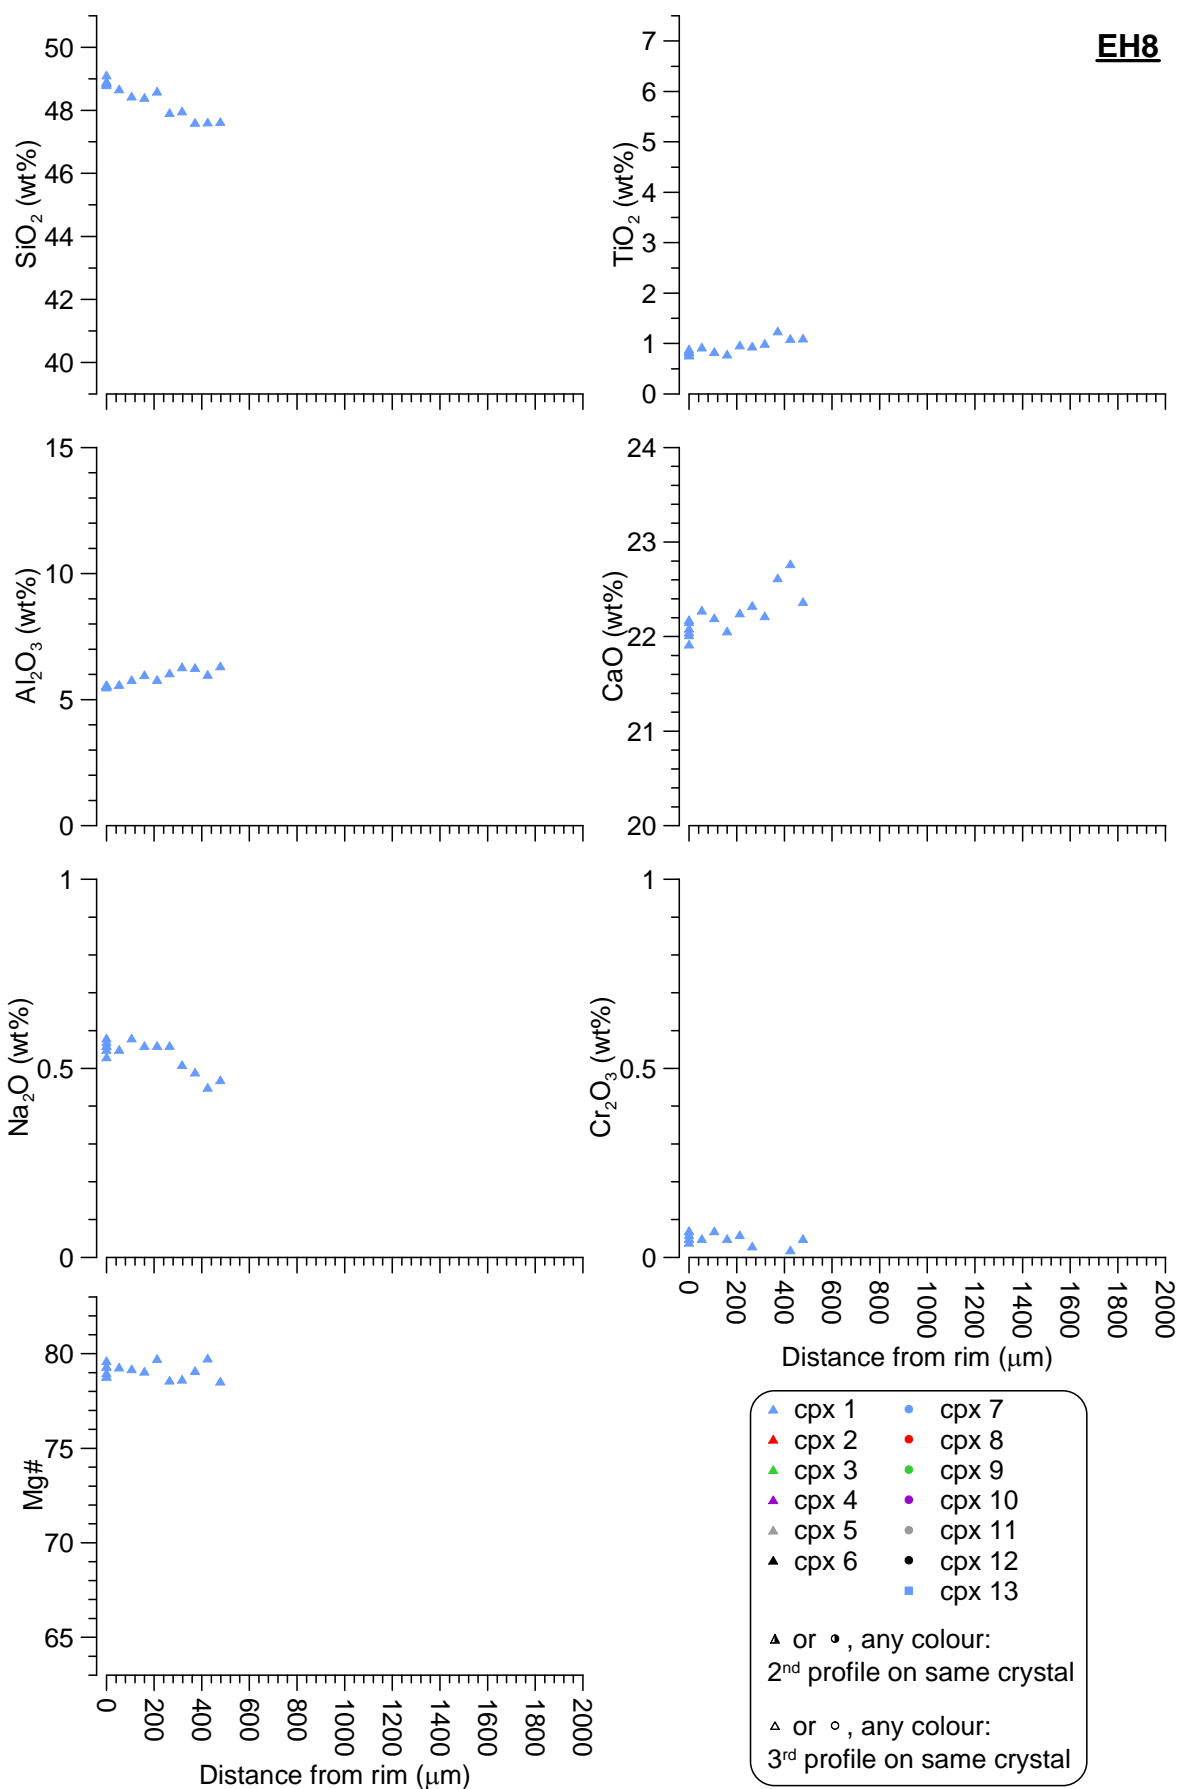 EH8
SiO₂ (wt%)
50
48
46
44
42
40
TiO₂ (wt%)
7
6
5
4
3
2
1
0
Al₂O₃ (wt%)
15
10
5
0
CaO (wt%)
24
23
22
21
20
Na₂O (wt%)
1
0.5
0
Cr₂O₃ (wt%)
1
0.5
0
0 200 400 600 800 1000 1200 1400 1600 1800 2000
Distance from rim (μm)
Mg#
80
75
70
65
0 200 400 600 800 1000 1200 1400 1600 1800 2000
Distance from rim (μm)
cpx 1 cpx 7
cpx 2 cpx 8
cpx 3 cpx 9
cpx 4 cpx 10
cpx 5 cpx 11
cpx 6 cpx 12
cpx 13
or , any colour:
2nd profile on same crystal
or , any colour:
3rd profile on same crystal